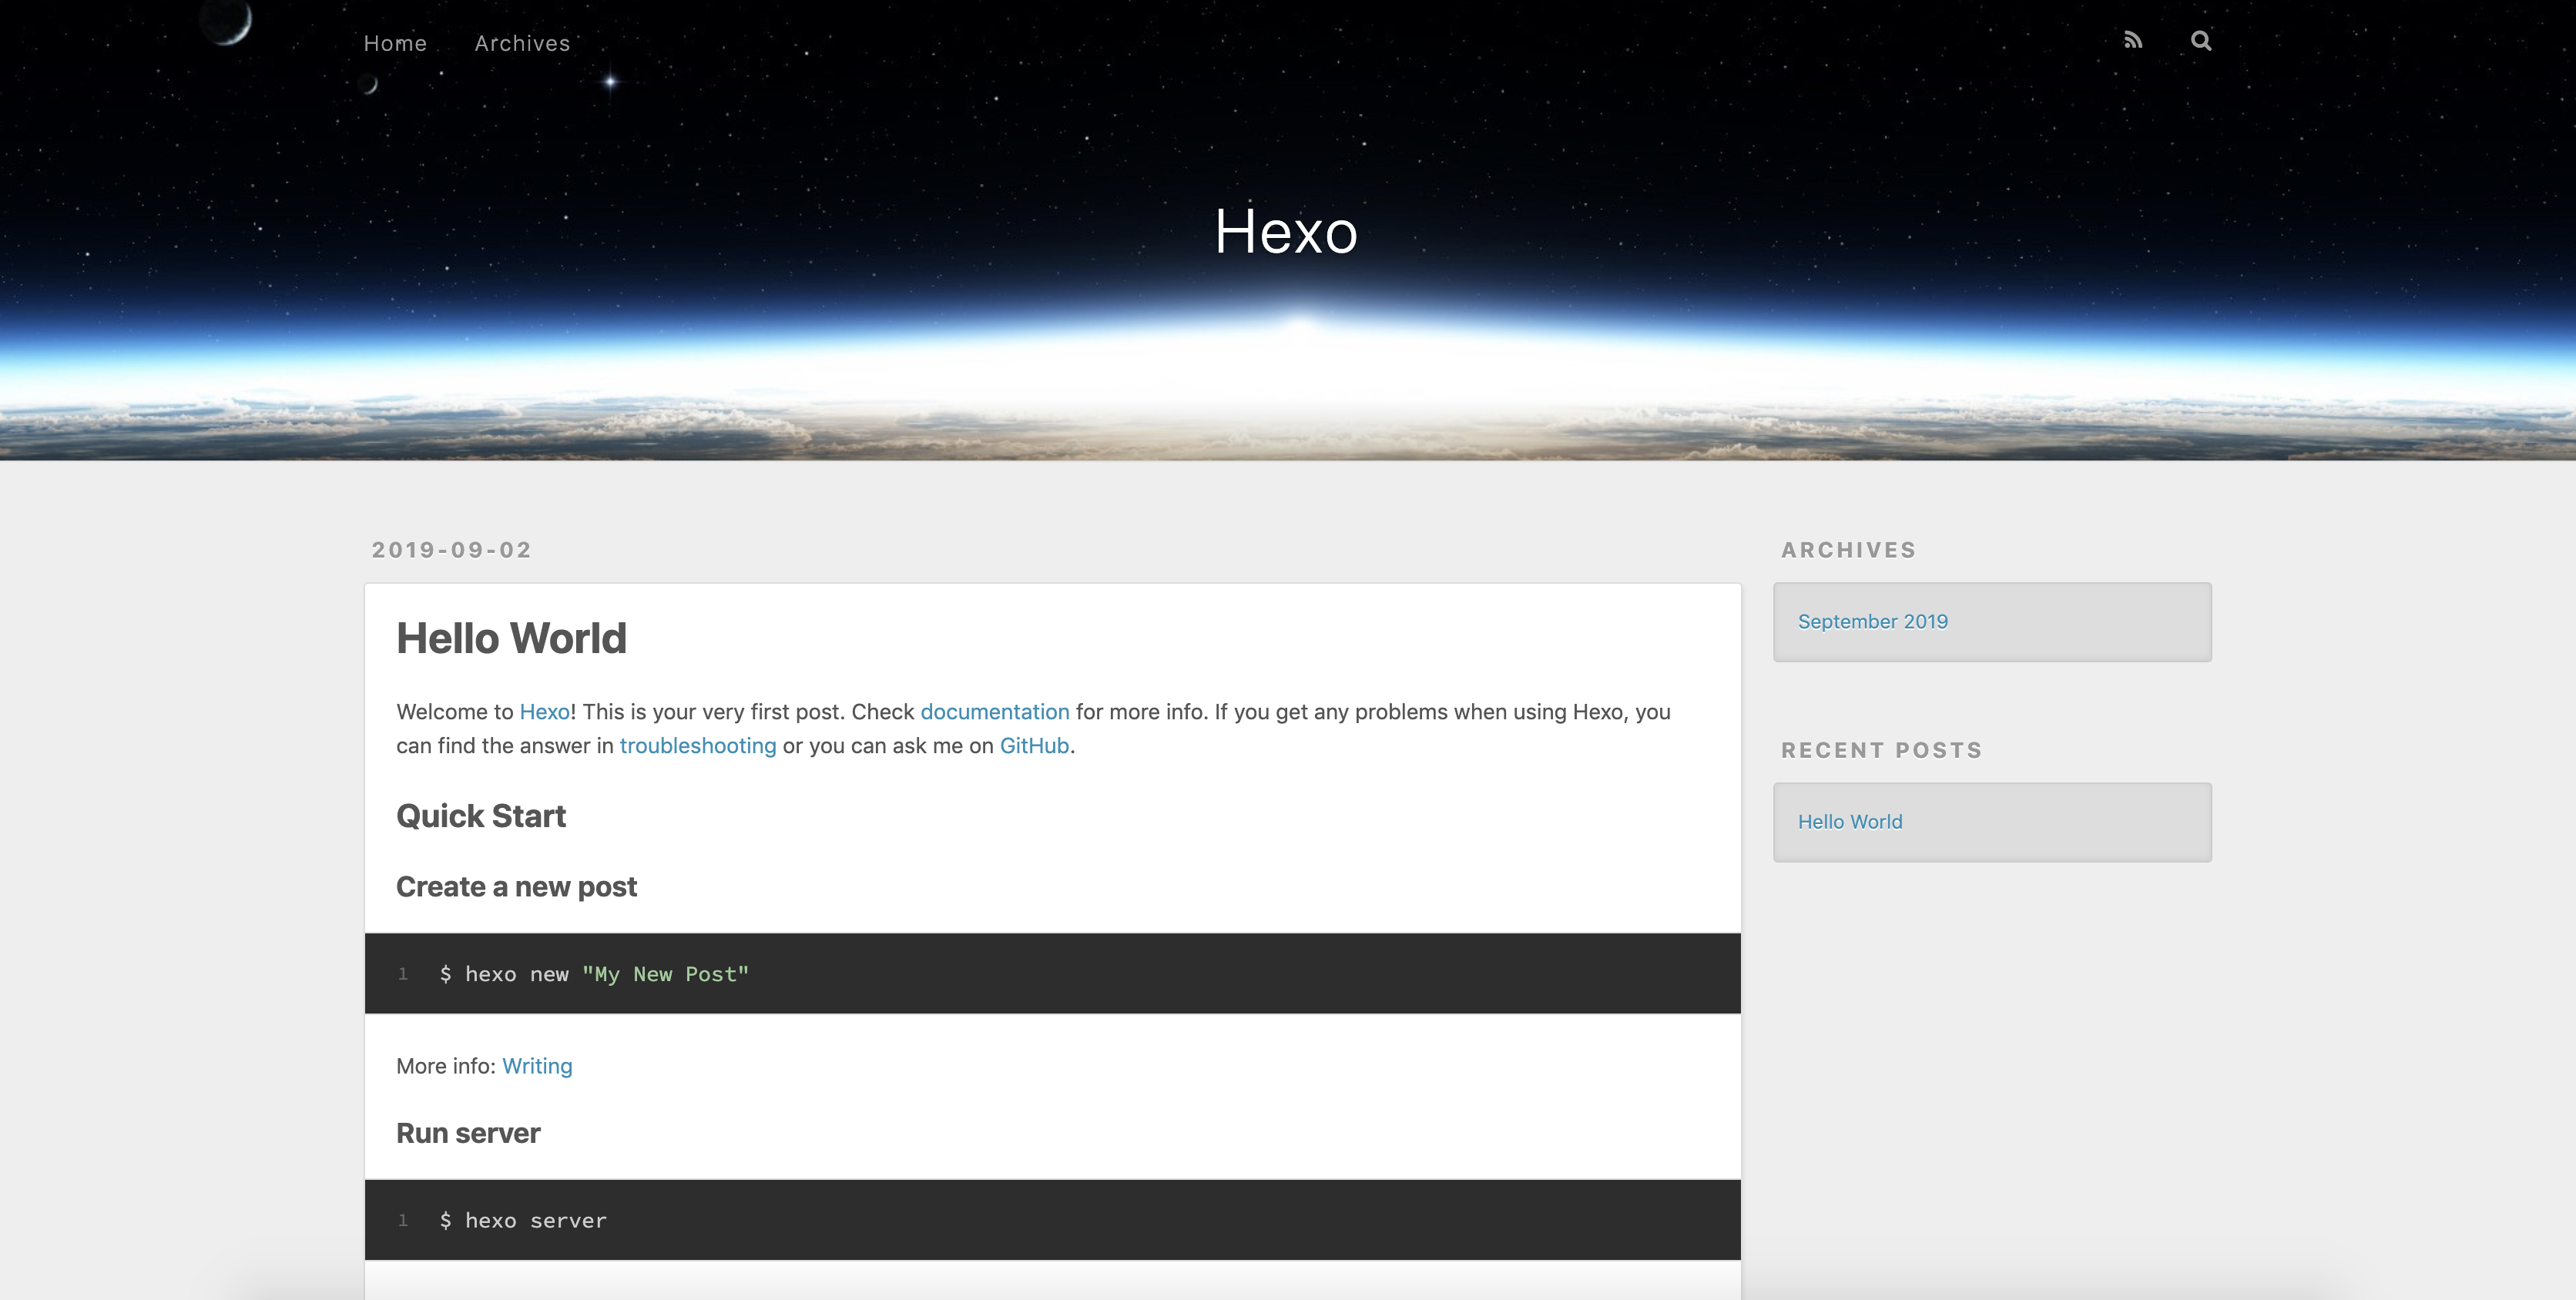 Home Archives
Hexo
2019-09-02
Hello World
Welcome to Hexo! This is your very first post. Check documentation for more info. If you get any problems when using Hexo, you
can find the answer in troubleshooting or you can ask me on GitHub.
Quick Start
Create a new post
1 $ hexo new "My New Post"
More info: Writing
Run server
1 $ hexo server
ARCHIVES
September 2019
RECENT POSTS
Hello World